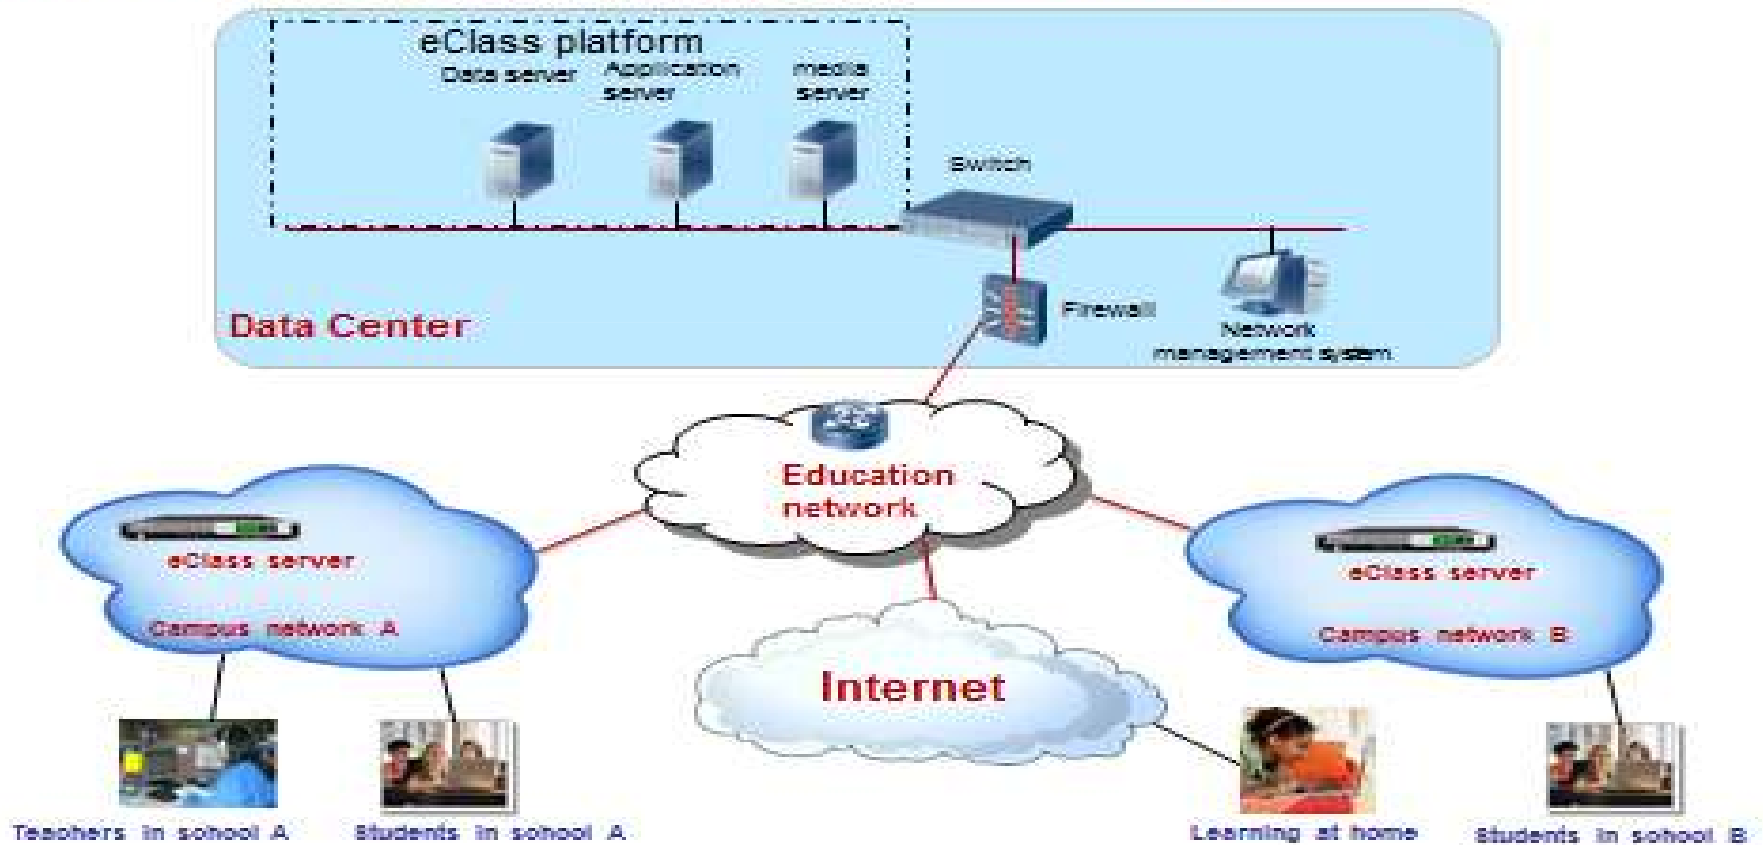 eClass platform
Data server
Application
server
media
server
Switch
Firewall
Network
management system
Data Center
Education
network
eClass server
Campus network A
eClass server
Campus network B
Internet
Teachers in school A
Students in school A
Learning at home
Students in school B